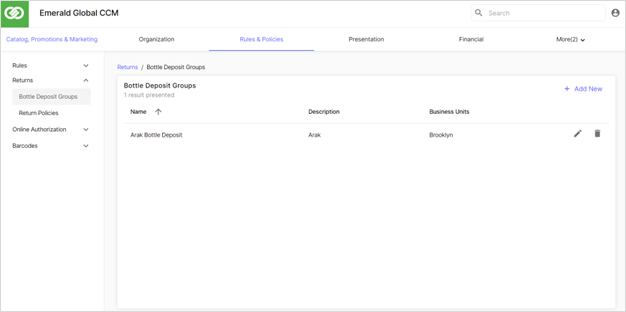 Emerald Global CCM
Search
Catalog, Promotions & Marketing
Organization
Rules & Policies
Presentation
Financial
More(2)
Rules
Returns
Bottle Deposit Groups
Return Policies
Online Authorization
Barcodes
Returns / Bottle Deposit Groups
Bottle Deposit Groups
1 result presented
+ Add New
Name Description Business Units
Arak Bottle Deposit Arak Brooklyn